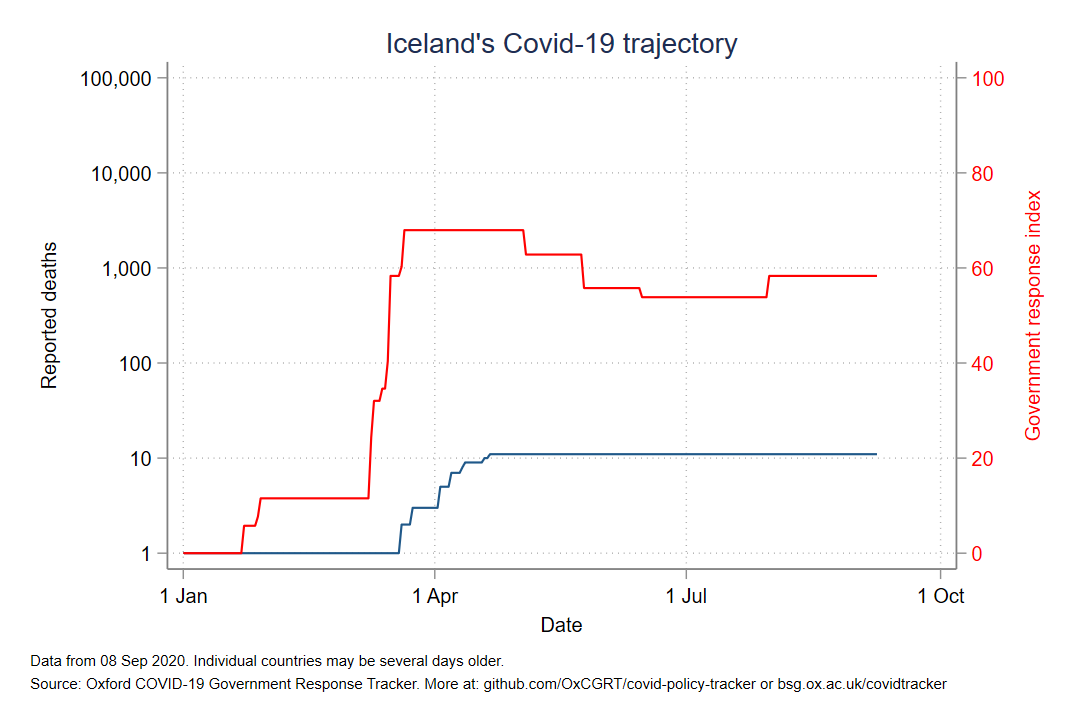 Iceland's Covid-19 trajectory
100,000
10,000
1,000
100
10
1
Reported deaths
100
80
60
40
20
0
Government response index
1 Jan
1 Apr
1 Jul
1 Oct
Date
Data from 08 Sep 2020. Individual countries may be several days older.
Source: Oxford COVID-19 Government Response Tracker. More at: github.com/OxCGRT/covid-policy-tracker or bsg.ox.ac.uk/covidtracker